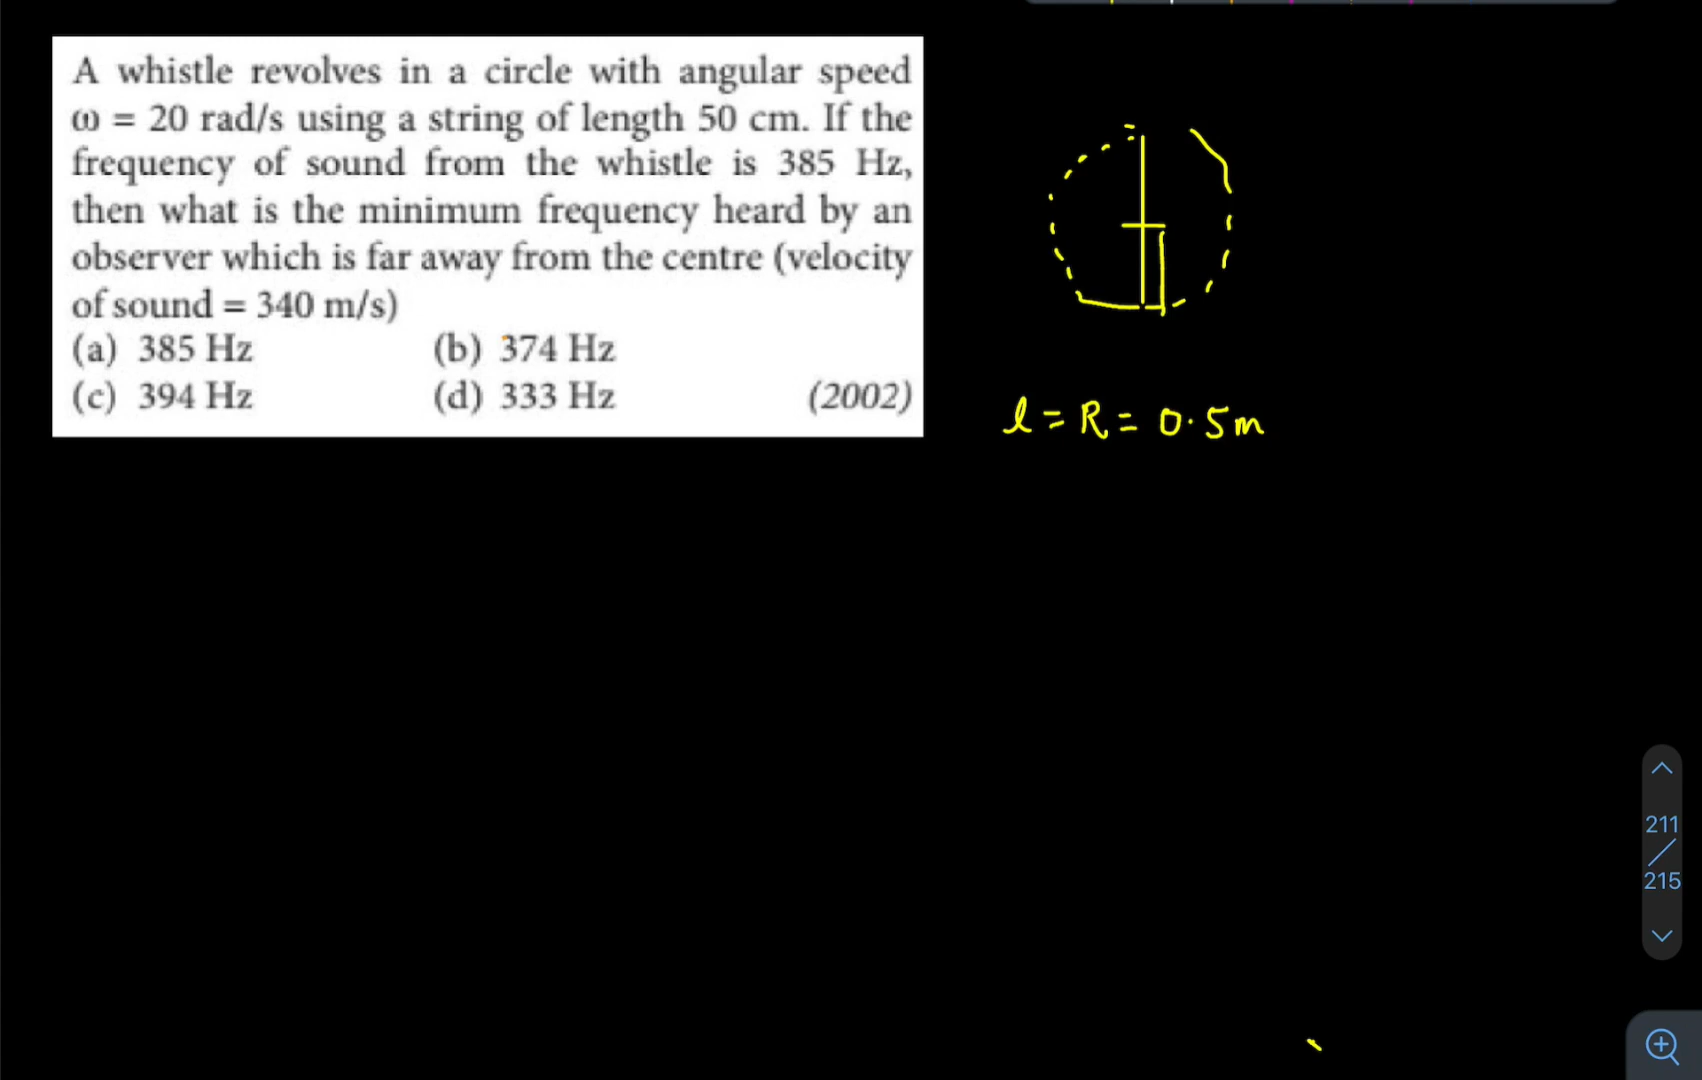 A whistle revolves in a circle with angular speed
ω = 20 rad/s using a string of length 50 cm. If the
frequency of sound from the whistle is 385 Hz,
then what is the minimum frequency heard by an
observer which is far away from the centre (velocity
of sound = 340 m/s)
(a) 385 Hz (b) 374 Hz
(c) 394 Hz (d) 333 Hz (2002)
l = R = 0.5m
211
/
215